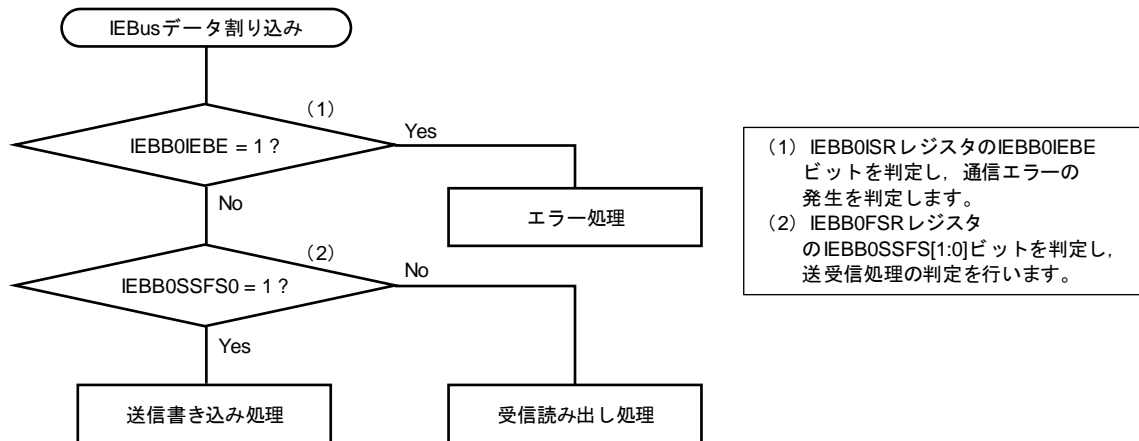 IEBusデータ割り込み
（1）
IEBB0IEBE = 1 ?
Yes
No
エラー処理
（2）
IEBB0SSFS0 = 1 ?
No
Yes
送信書き込み処理
受信読み出し処理
（1）IEBB0ISRレジスタのIEBB0IEBE
ビットを判定し，通信エラーの
発生を判定します。
（2）IEBB0FSRレジスタ
のIEBB0SSFS[1:0]ビットを判定し，
送受信処理の判定を行います。